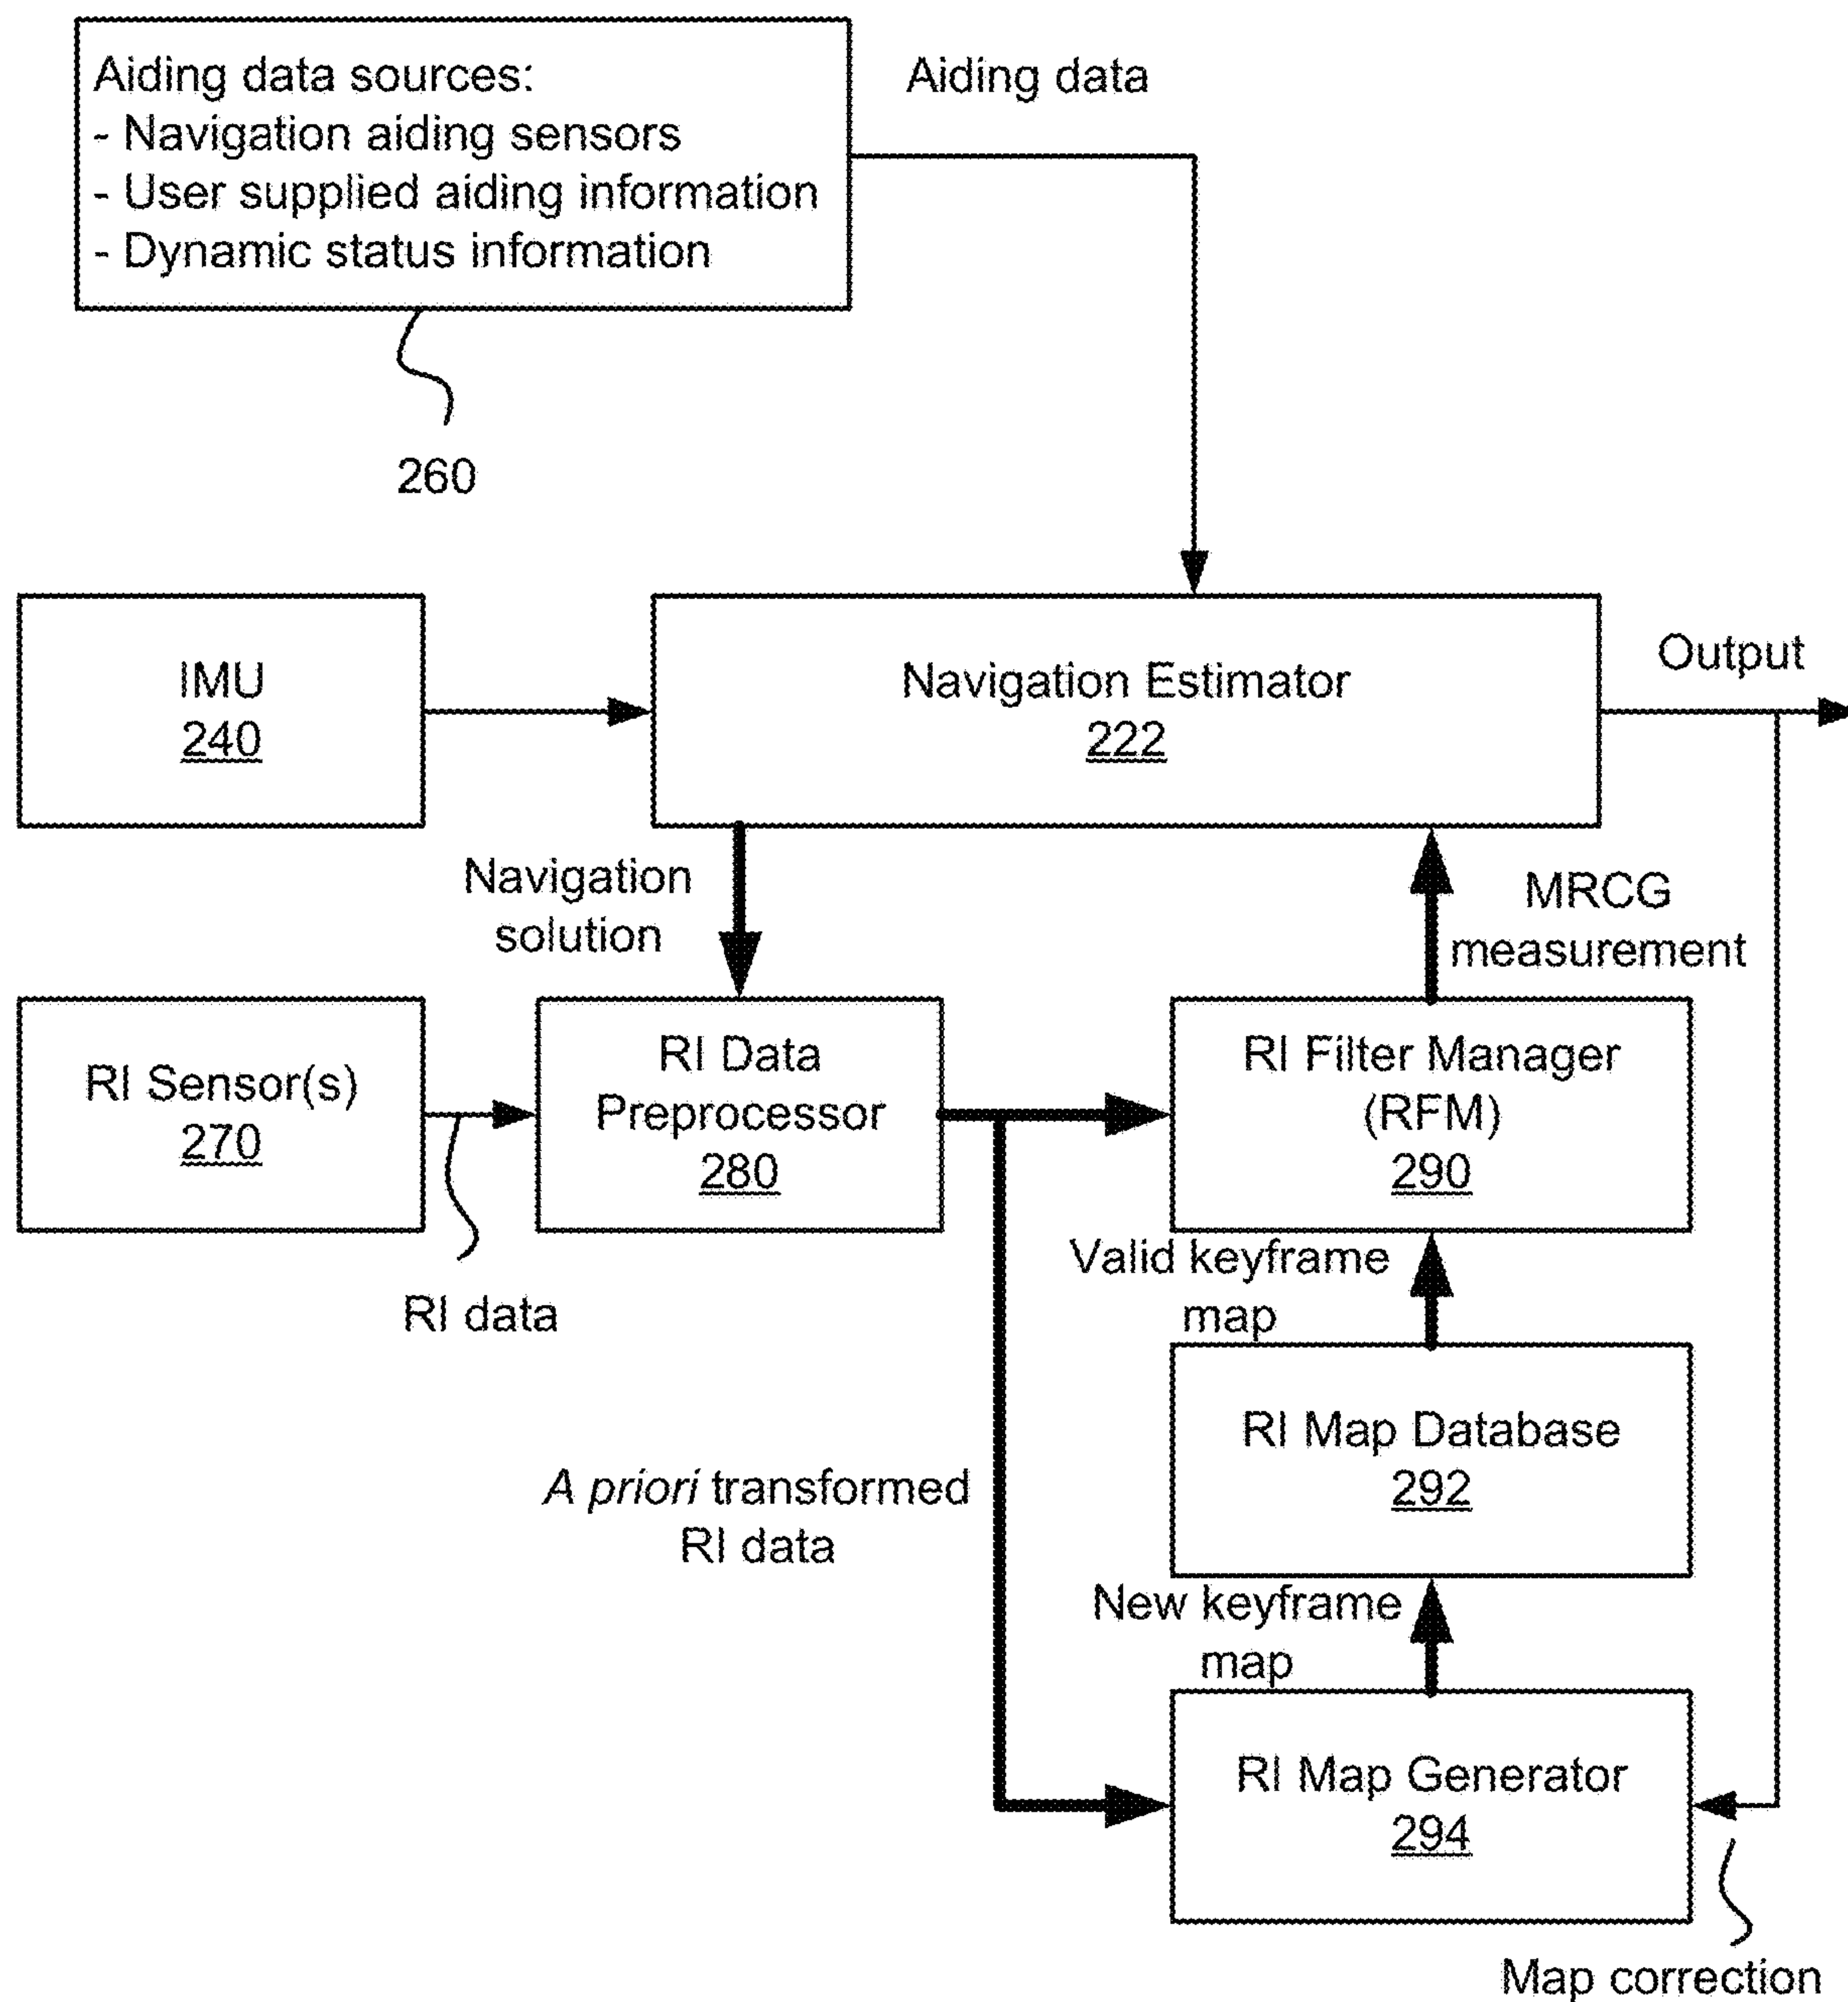 Aiding data sources:
- Navigation aiding sensors
- User supplied aiding information
- Dynamic status information
Aiding data
260
IMU
240
Navigation Estimator
222
Output
Navigation
solution
MRCG
measurement
RI Sensor(s)
270
RI Data
Preprocessor
280
RI Filter Manager
(RFM)
290
RI data
Valid keyframe
map
RI Map Database
292
A priori transformed
RI data
New keyframe
map
RI Map Generator
294
Map correction